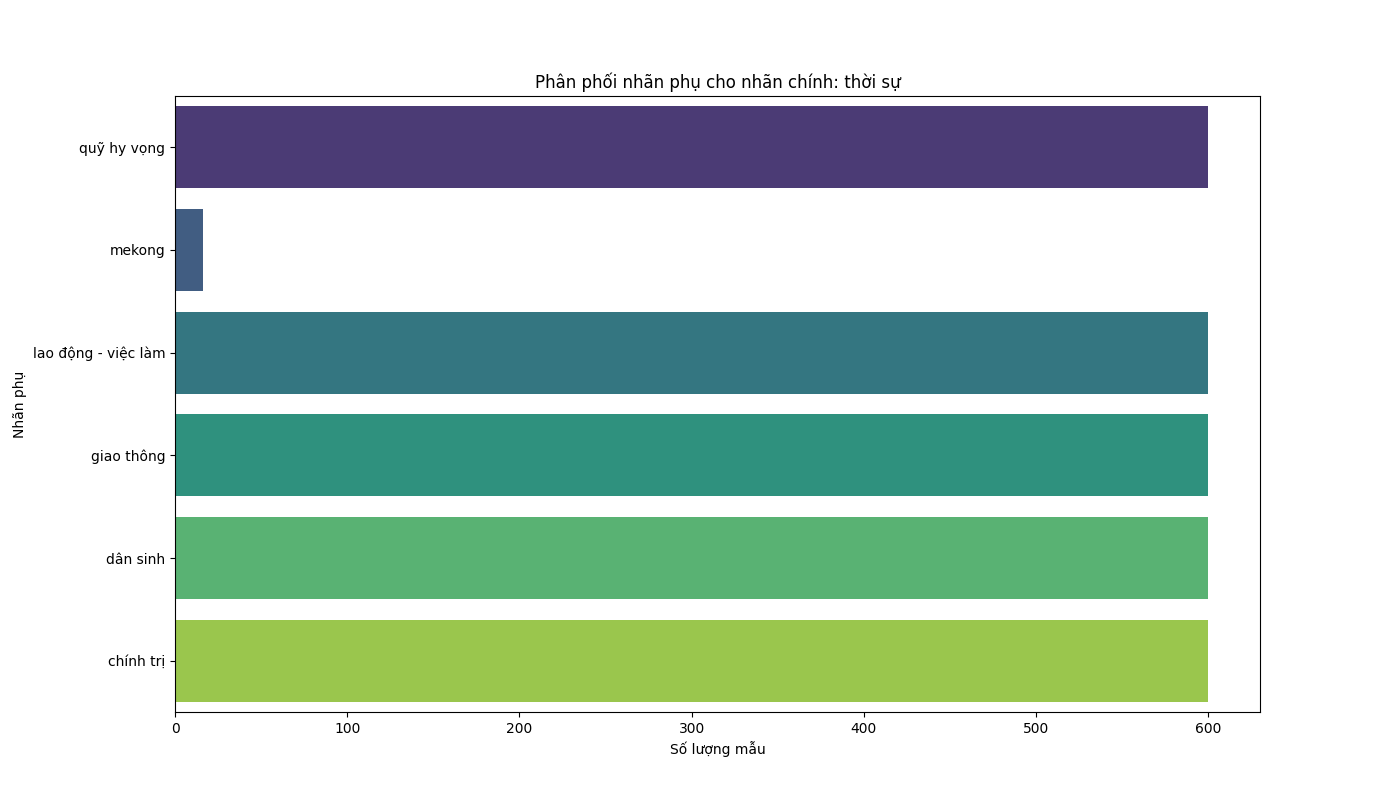 Phân phối nhãn phụ cho nhãn chính: thời sự
quỹ hy vọng
mekong
lao động - việc làm
giao thông
dân sinh
chính trị
Nhãn phụ
0 100 200 300 400 500 600
Số lượng mẫu